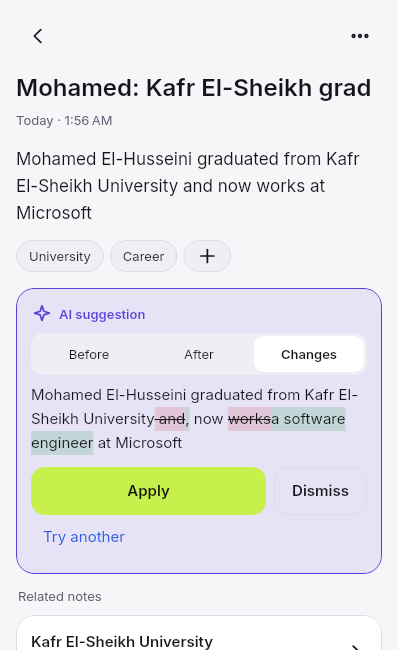 Mohamed: Kafr El-Sheikh grad
Today · 1:56 AM
Mohamed El-Husseini graduated from Kafr
El-Sheikh University and now works at
Microsoft
University Career
AI suggestion
Before After Changes
Mohamed El-Husseini graduated from Kafr El-
Sheikh University and, now worksa software
engineer at Microsoft
Apply Dismiss
Try another
Related notes
Kafr El-Sheikh University